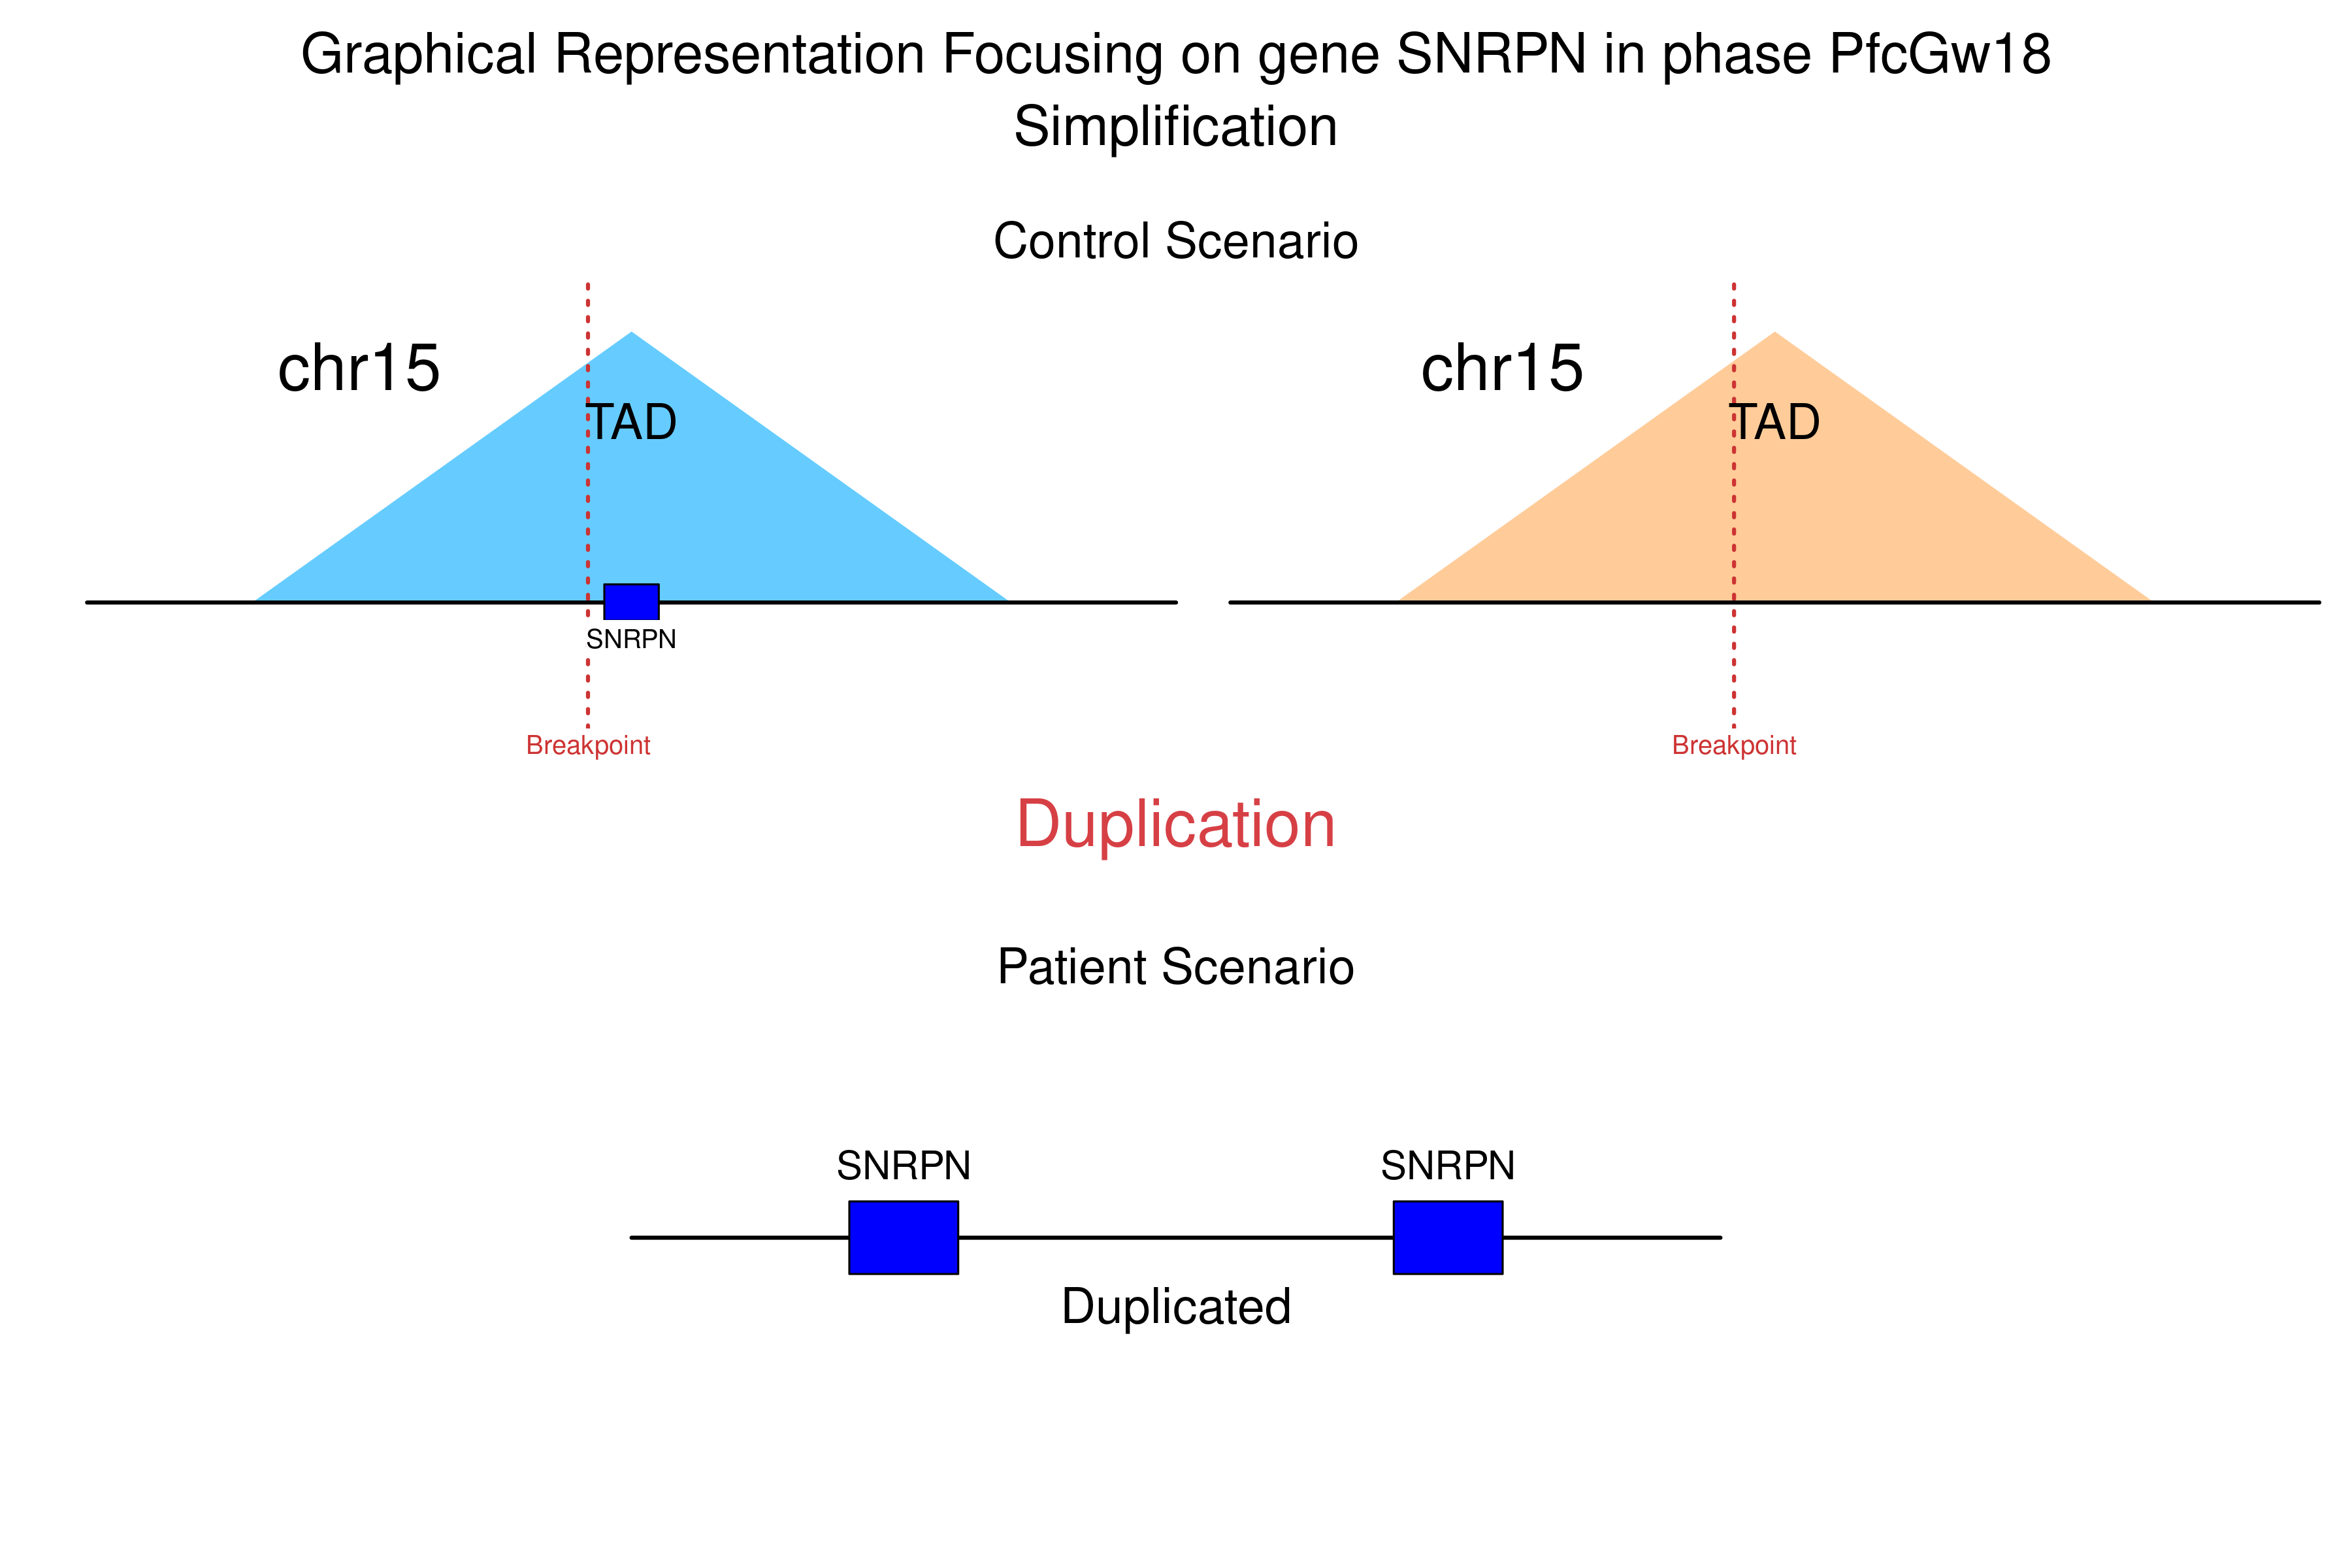 Graphical Representation Focusing on gene SNRPN in phase PfcGw18
Simplification
Control Scenario
chr15
chr15
TAD
TAD
SNRPN
Breakpoint
Breakpoint
Duplication
Patient Scenario
SNRPN
SNRPN
Duplicated